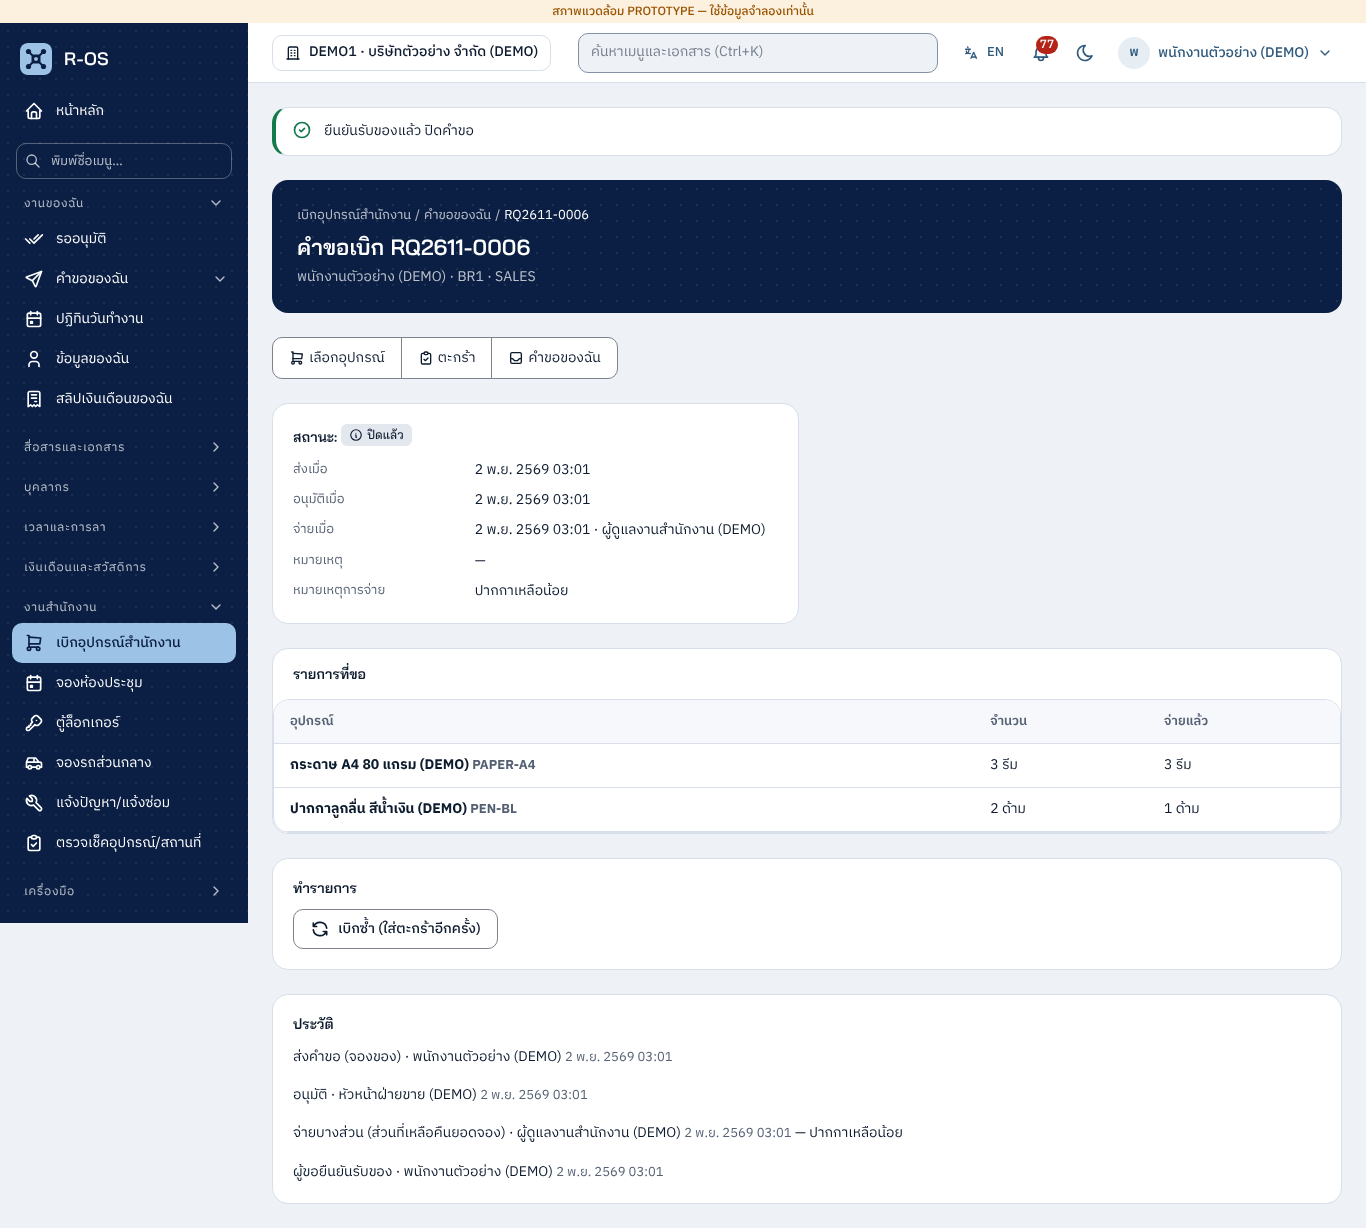 สภาพแวดล้อม PROTOTYPE — ใช้ข้อมูลจำลองเท่านั้น
R-OS
DEMO1 · บริษัทตัวอย่าง จำกัด (DEMO)
ค้นหาเมนูและเอกสาร (Ctrl+K)
EN
77
พ
พนักงานตัวอย่าง (DEMO)
หน้าหลัก
พิมพ์ชื่อเมนู...
งานของฉัน
รออนุมัติ
คำขอของฉัน
ปฏิทินวันทำงาน
ข้อมูลของฉัน
สลิปเงินเดือนของฉัน
สื่อสารและเอกสาร
บุคลากร
เวลาและการลา
เงินเดือนและสวัสดิการ
งานสำนักงาน
เบิกอุปกรณ์สำนักงาน
จองห้องประชุม
ตู้ล็อกเกอร์
จองรถส่วนกลาง
แจ้งปัญหา/แจ้งซ่อม
ตรวจเช็คอุปกรณ์/สถานที่
เครื่องมือ
ยืนยันรับของแล้ว ปิดคำขอ
เบิกอุปกรณ์สำนักงาน / คำขอของฉัน / RQ2611-0006
คำขอเบิก RQ2611-0006
พนักงานตัวอย่าง (DEMO) · BR1 · SALES
เลือกอุปกรณ์
ตะกร้า
คำขอของฉัน
สถานะ: ปิดแล้ว
ส่งเมื่อ 2 พ.ย. 2569 03:01
อนุมัติเมื่อ 2 พ.ย. 2569 03:01
จ่ายเมื่อ 2 พ.ย. 2569 03:01 · ผู้ดูแลงานสำนักงาน (DEMO)
หมายเหตุ —
หมายเหตุการจ่าย ปากกาเหลือน้อย
รายการที่ขอ
อุปกรณ์ จำนวน จ่ายแล้ว
กระดาษ A4 80 แกรม (DEMO) PAPER-A4 3 รีม 3 รีม
ปากกาลูกลื่น สีน้ำเงิน (DEMO) PEN-BL 2 ด้าม 1 ด้าม
ทำรายการ
เบิกซ้ำ (ใส่ตะกร้าอีกครั้ง)
ประวัติ
ส่งคำขอ (จองของ) · พนักงานตัวอย่าง (DEMO) 2 พ.ย. 2569 03:01
อนุมัติ · หัวหน้าฝ่ายขาย (DEMO) 2 พ.ย. 2569 03:01
จ่ายบางส่วน (ส่วนที่เหลือคืนยอดจอง) · ผู้ดูแลงานสำนักงาน (DEMO) 2 พ.ย. 2569 03:01 — ปากกาเหลือน้อย
ผู้ขอยืนยันรับของ · พนักงานตัวอย่าง (DEMO) 2 พ.ย. 2569 03:01